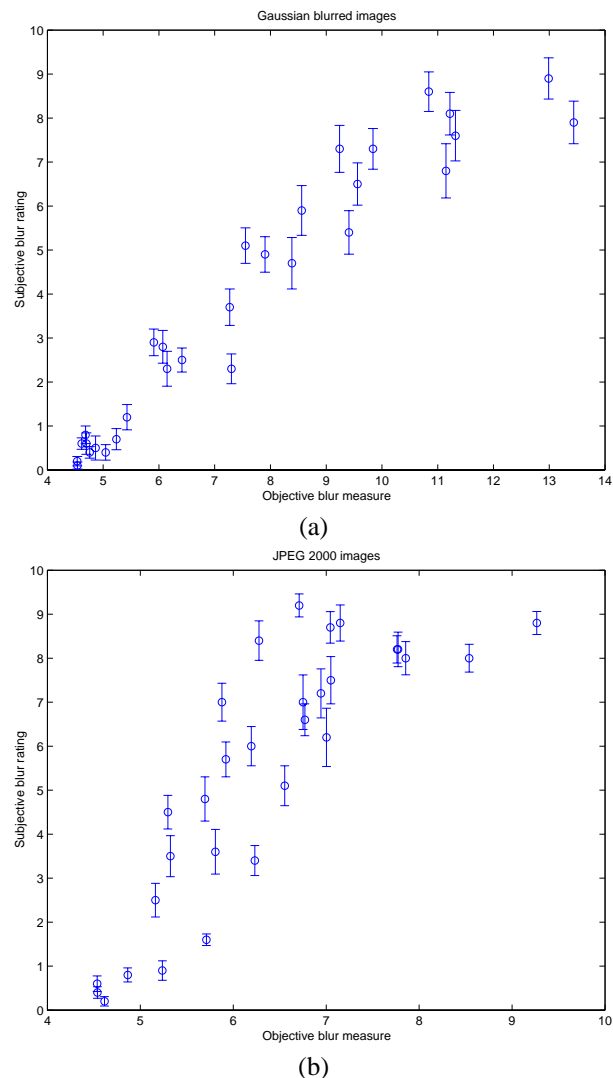 Gaussian blurred images
10
9
8
7
6
5
4
3
2
1
0
Subjective blur rating
4 5 6 7 8 9 10 11 12 13 14
Objective blur measure
(a)
JPEG 2000 images
10
9
8
7
6
5
4
3
2
1
0
Subjective blur rating
4 5 6 7 8 9 10
Objective blur measure
(b)